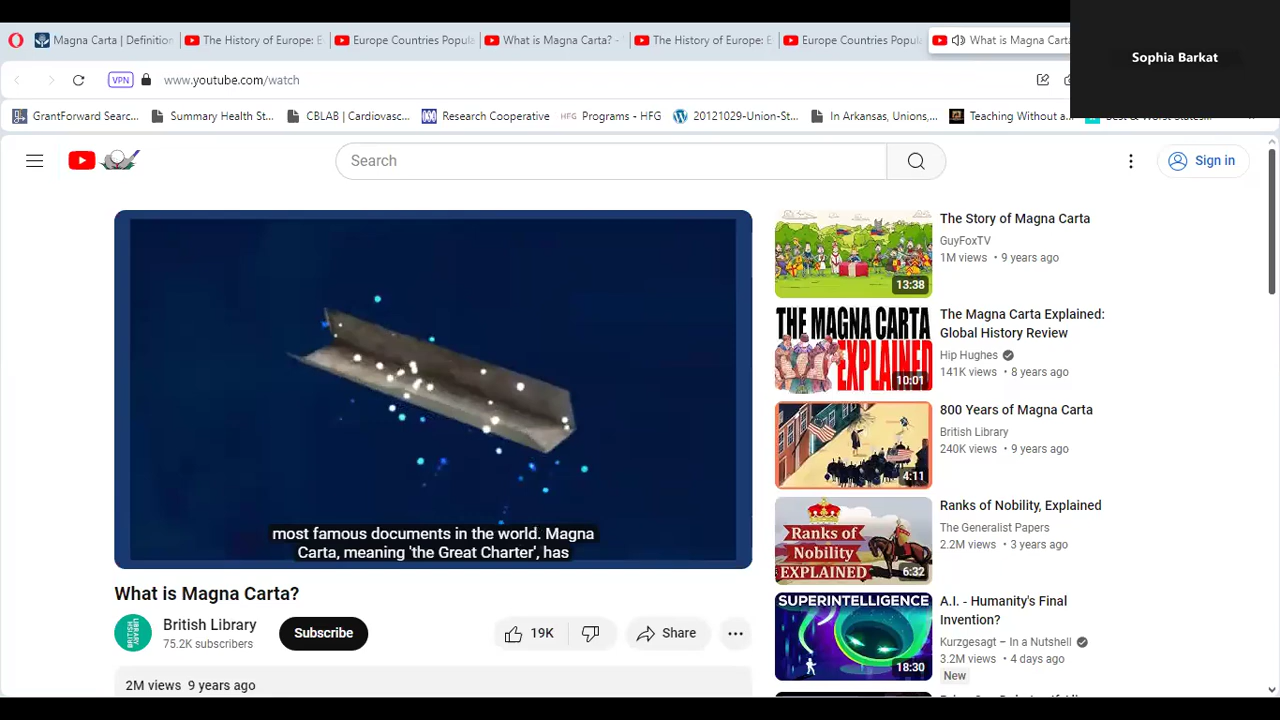 Magna Carta | Definition
The History of Europe: E
Europe Countries Popula
What is Magna Carta? -
The History of Europe: E
Europe Countries Popula
What is Magna Carta
Sophia Barkat
VPN
www.youtube.com/watch
GrantForward Searc...
Summary Health St...
CBLAB | Cardiovasc...
Research Cooperative
HFG Programs - HFG
20121029-Union-St...
In Arkansas, Unions,...
Teaching Without a...
Search
Sign in
most famous documents in the world. Magna
Carta, meaning 'the Great Charter', has
What is Magna Carta?
British Library
75.2K subscribers
Subscribe
19K
Share
2M views 9 years ago
The Story of Magna Carta
GuyFoxTV
1M views • 9 years ago
13:38
THE MAGNA CARTA
EXPLAINED
10:01
The Magna Carta Explained:
Global History Review
Hip Hughes
141K views • 8 years ago
800 Years of Magna Carta
British Library
240K views • 9 years ago
4:11
Ranks of
Nobility
EXPLAINED
6:32
Ranks of Nobility, Explained
The Generalist Papers
2.2M views • 3 years ago
SUPERINTELLIGENCE
18:30
A.I. - Humanity's Final
Invention?
Kurzgesagt – In a Nutshell
3.2M views • 4 days ago
New